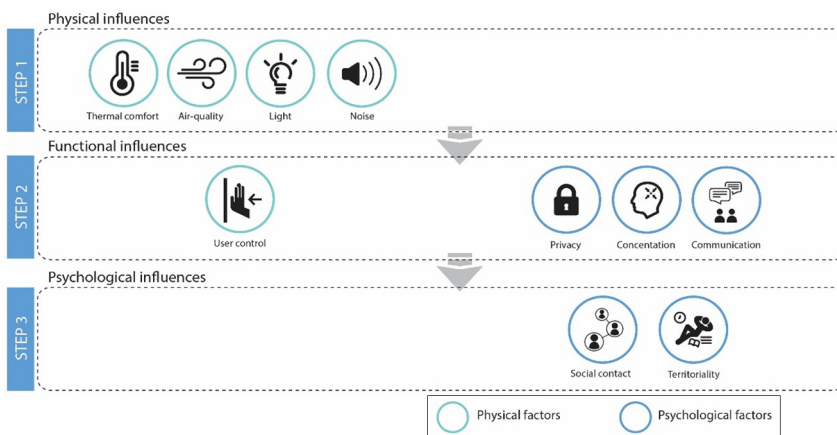 Physical influences
STEP 1
Thermal comfort
Air-quality
Light
Noise
Functional influences
STEP 2
User control
Privacy
Concentation
Communication
Psychological influences
STEP 3
Social contact
Territoriality
Physical factors
Psychological factors